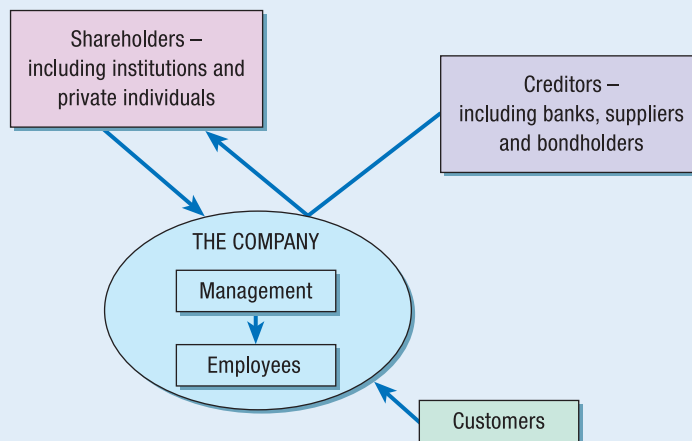 Shareholders –
including institutions and
private individuals
Creditors –
including banks, suppliers
and bondholders
THE COMPANY
Management
Employees
Customers